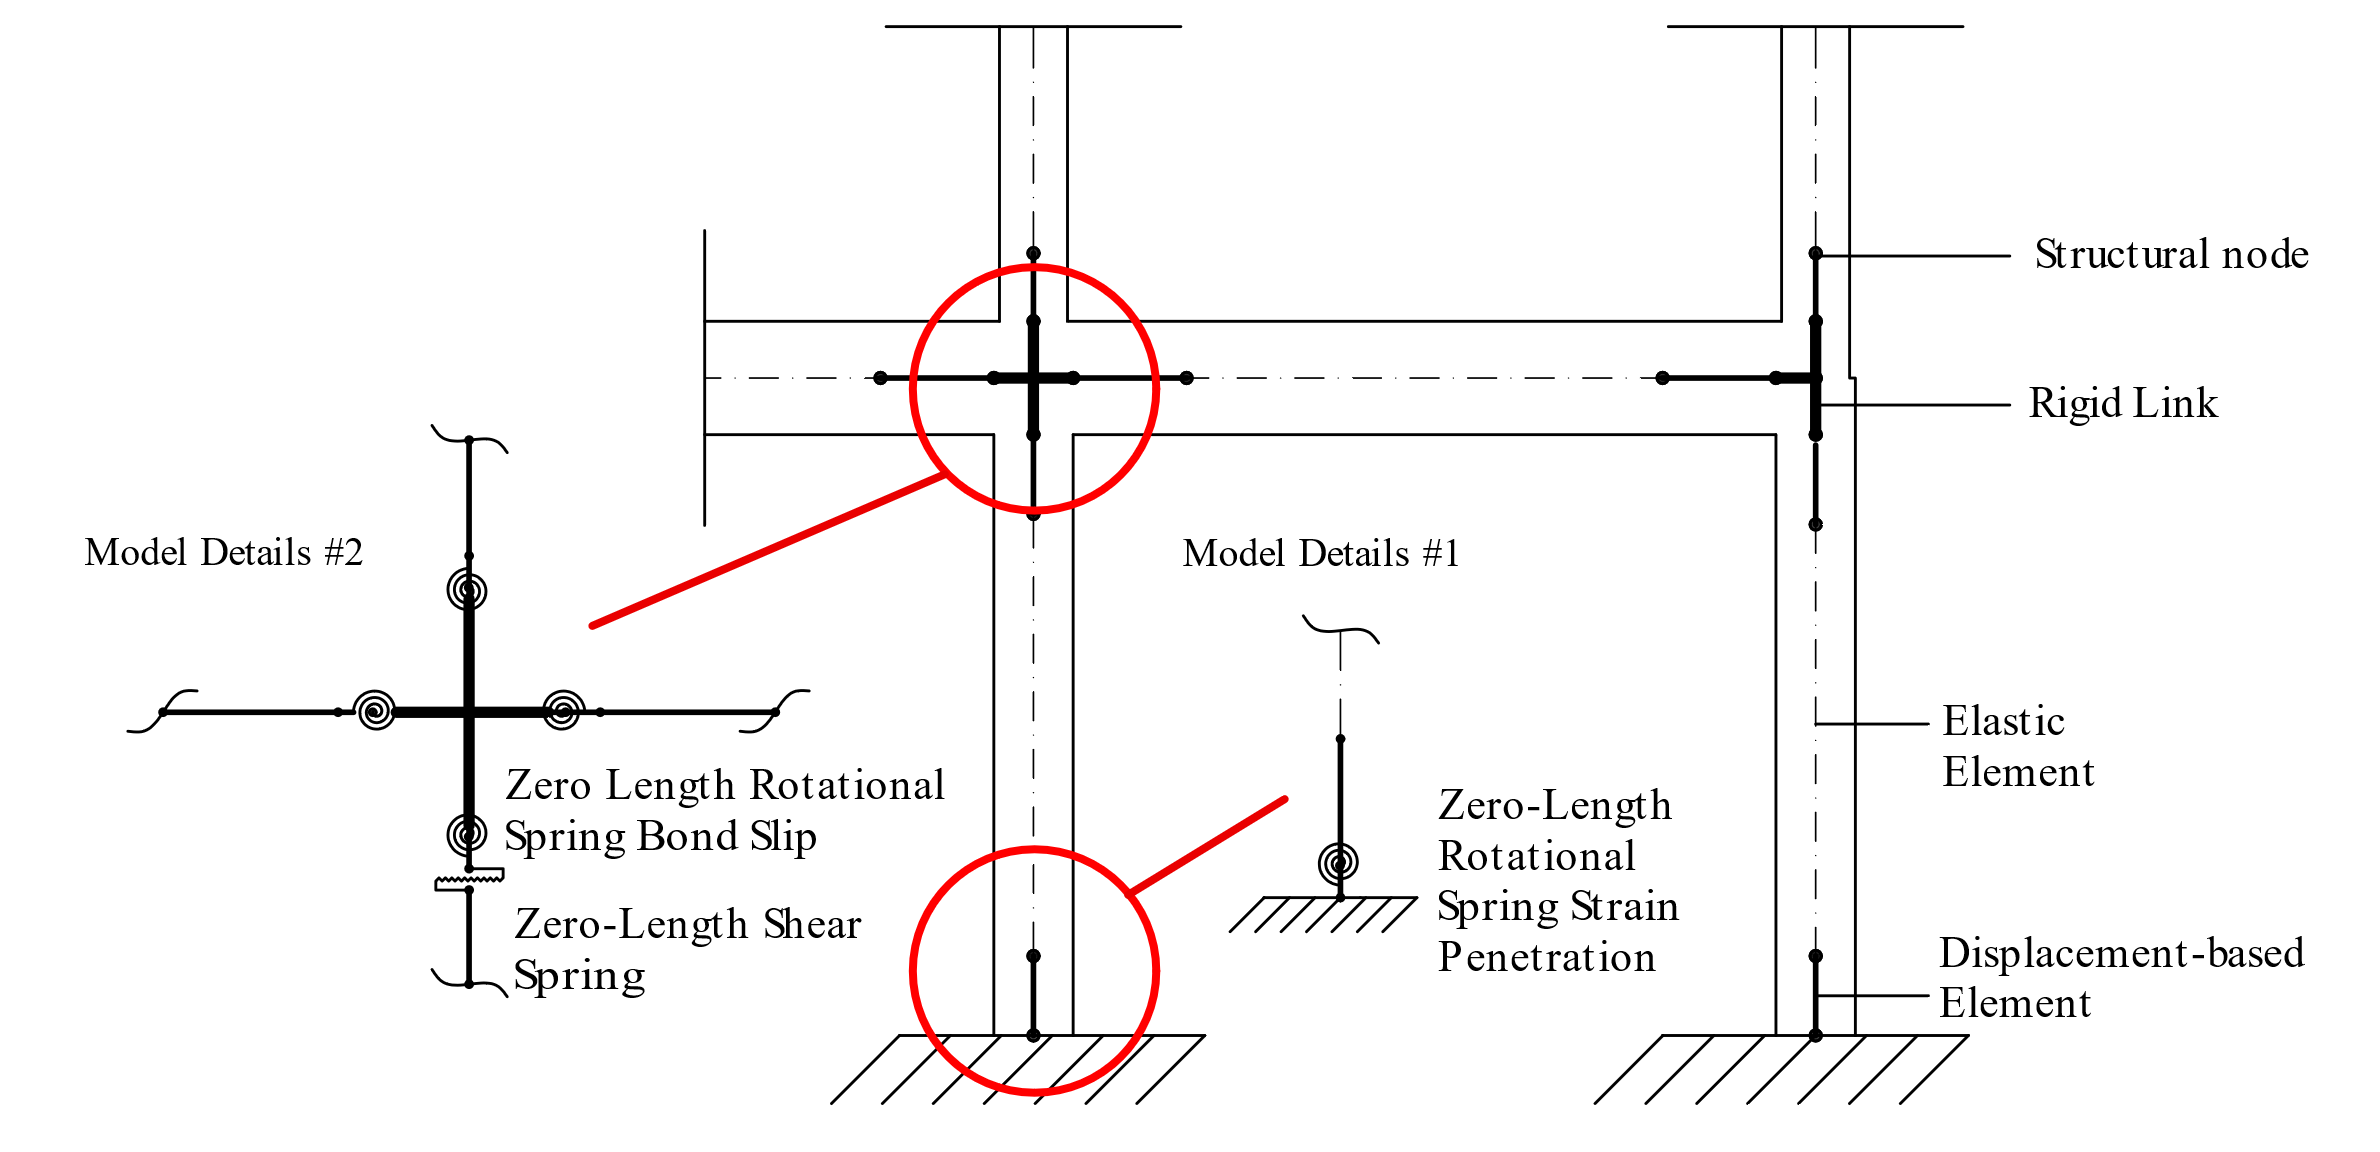 Structural node
Rigid Link
Model Details #2
Model Details #1
Zero Length Rotational
Spring Bond Slip
Zero-Length Shear
Spring
Zero-Length
Rotational
Spring Strain
Penetration
Elastic
Element
Displacement-based
Element